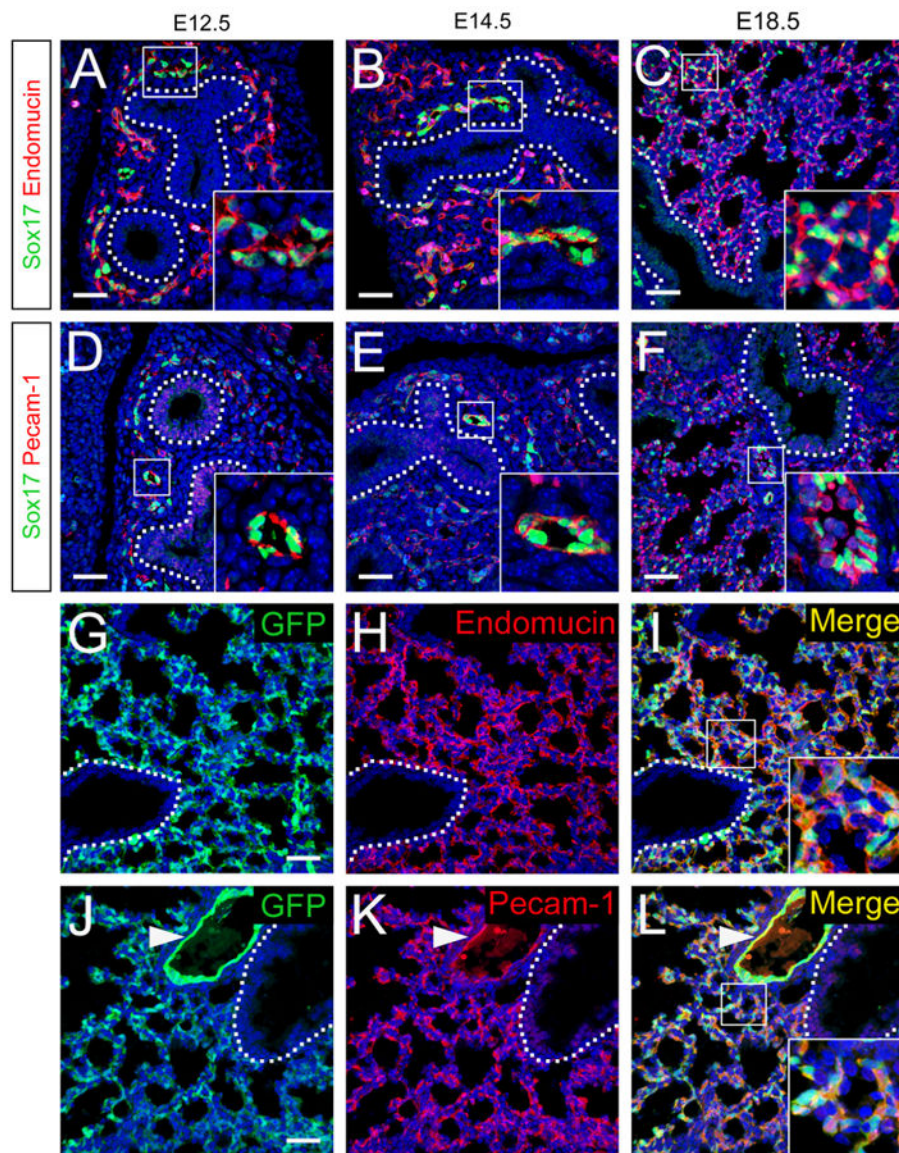 E12.5 E14.5 E18.5
Sox17 Endomucin
A B C
Sox17 Pecam-1
D E F
G GFP H Endomucin I Merge
J GFP K Pecam-1 L Merge